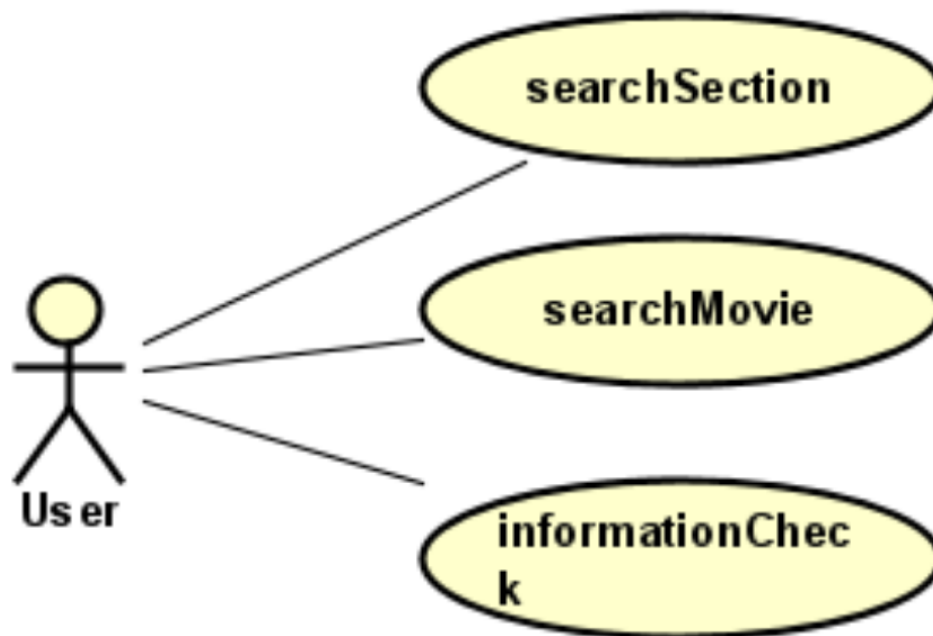 searchSection
searchMovie
User
informationChec
k